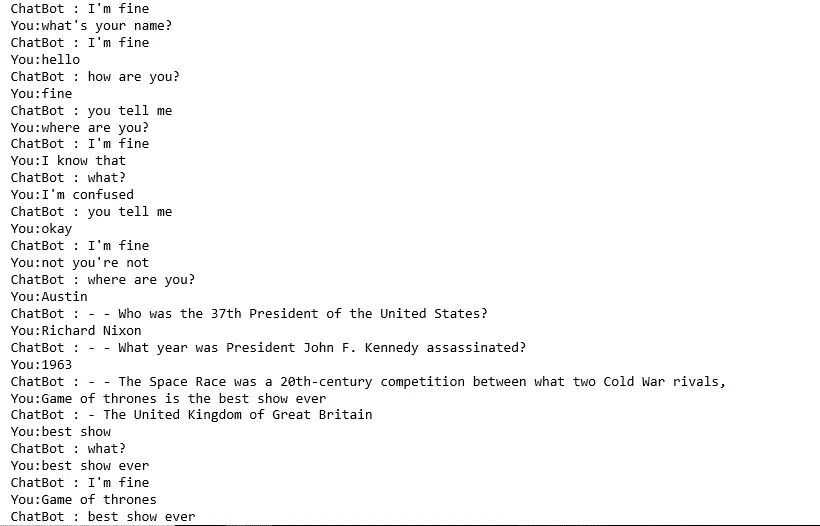 ChatBot : I'm fine
You:what's your name?
ChatBot : I'm fine
You:hello
ChatBot : how are you?
You:fine
ChatBot : you tell me
You:where are you?
ChatBot : I'm fine
You:I know that
ChatBot : what?
You:I'm confused
ChatBot : you tell me
You:okay
ChatBot : I'm fine
You:not you're not
ChatBot : where are you?
You:Austin
ChatBot : - - Who was the 37th President of the United States?
You:Richard Nixon
ChatBot : - - What year was President John F. Kennedy assassinated?
You:1963
ChatBot : - - The Space Race was a 20th-century competition between what two Cold War rivals,
You:Game of thrones is the best show ever
ChatBot : - The United Kingdom of Great Britain
You:best show
ChatBot : what?
You:best show ever
ChatBot : I'm fine
You:Game of thrones
ChatBot : best show ever